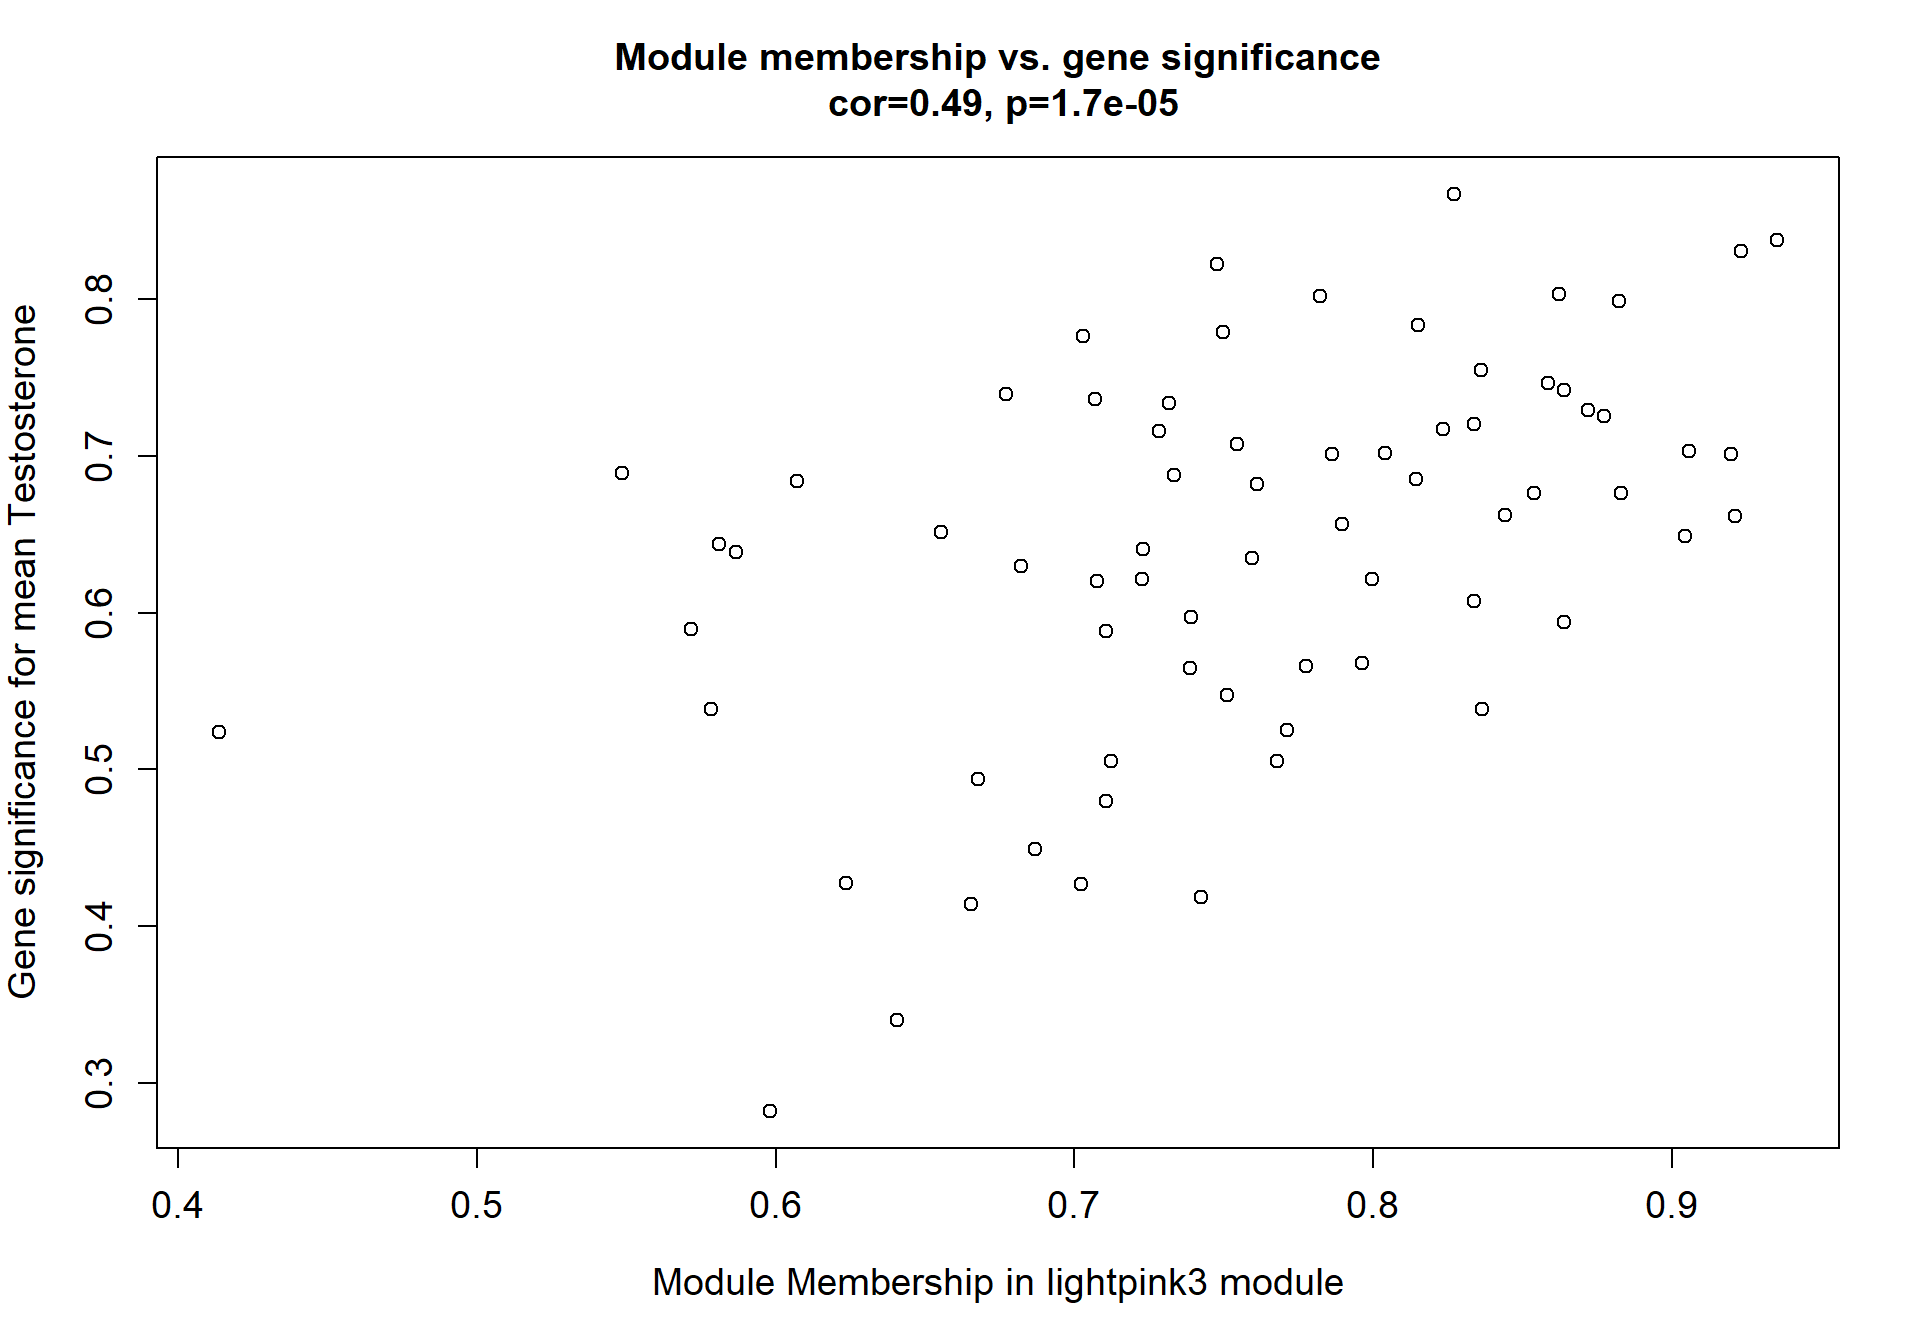 Module membership vs. gene significance
cor=0.49, p=1.7e-05
Gene significance for mean Testosterone
0.8
0.7
0.6
0.5
0.4
0.3
0.4 0.5 0.6 0.7 0.8 0.9
Module Membership in lightpink3 module